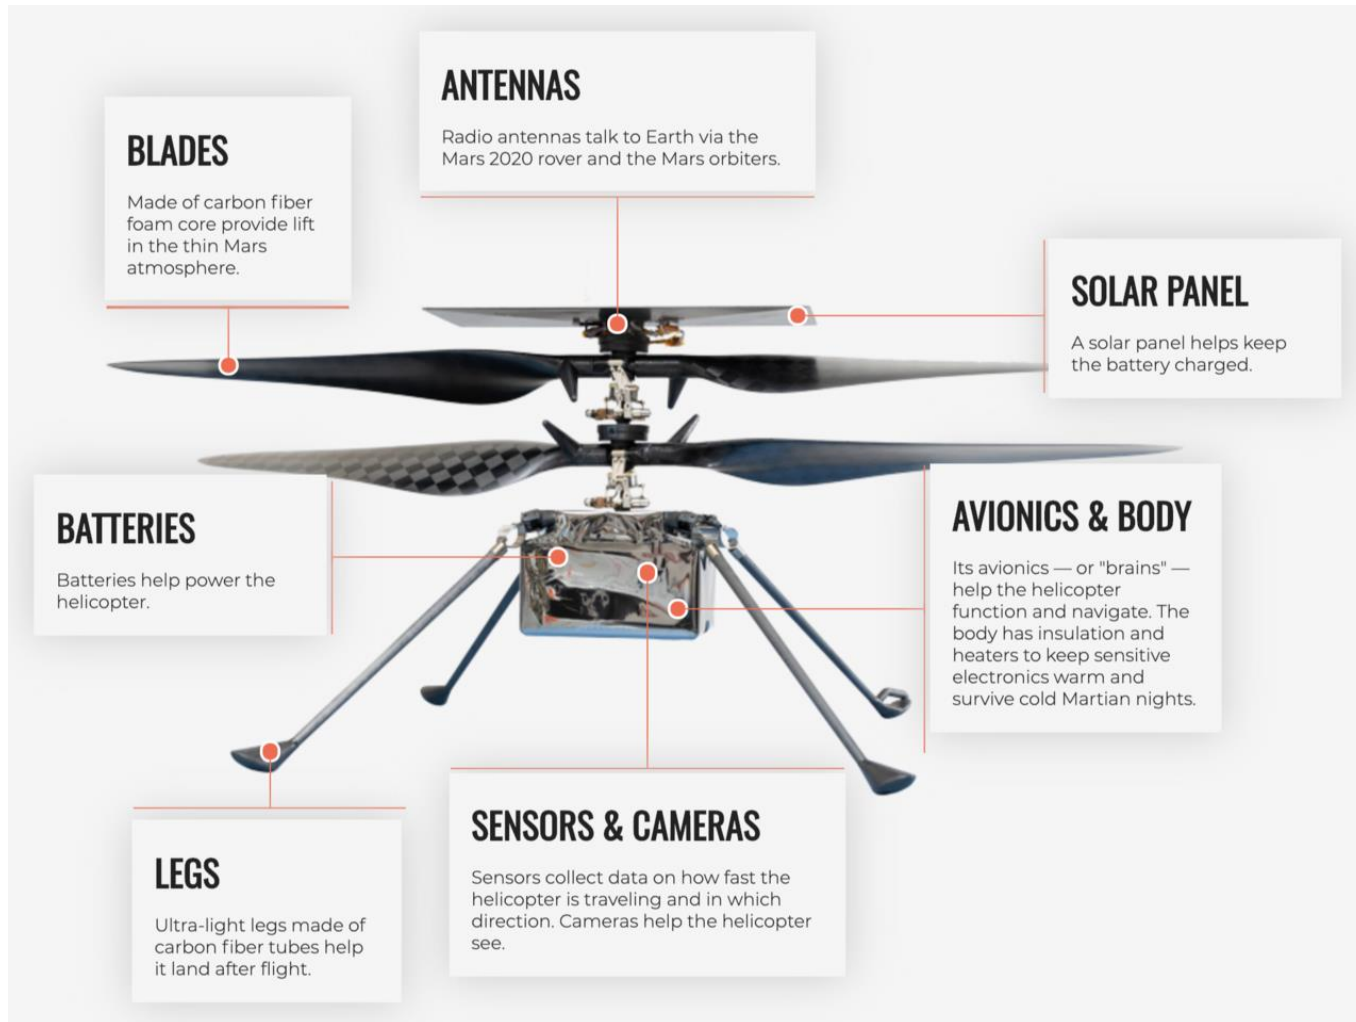 ANTENNAS
Radio antennas talk to Earth via the
Mars 2020 rover and the Mars orbiters.
BLADES
Made of carbon fiber
foam core provide lift
in the thin Mars
atmosphere.
SOLAR PANEL
A solar panel helps keep
the battery charged.
BATTERIES
Batteries help power the
helicopter.
AVIONICS & BODY
Its avionics — or "brains" —
help the helicopter
function and navigate. The
body has insulation and
heaters to keep sensitive
electronics warm and
survive cold Martian nights.
SENSORS & CAMERAS
Sensors collect data on how fast the
helicopter is traveling and in which
direction. Cameras help the helicopter
see.
LEGS
Ultra-light legs made of
carbon fiber tubes help
it land after flight.